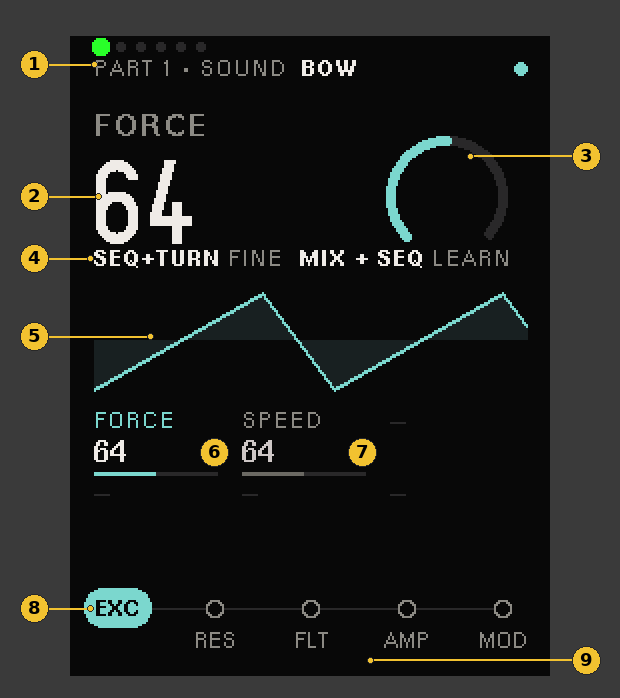 1 PART 1 · SOUND BOW
FORCE
3
2 64
4 SEQ+TURN FINE MIX + SEQ LEARN
5
FORCE SPEED
64 6 64 7
8 EXC
RES FLT AMP MOD
9